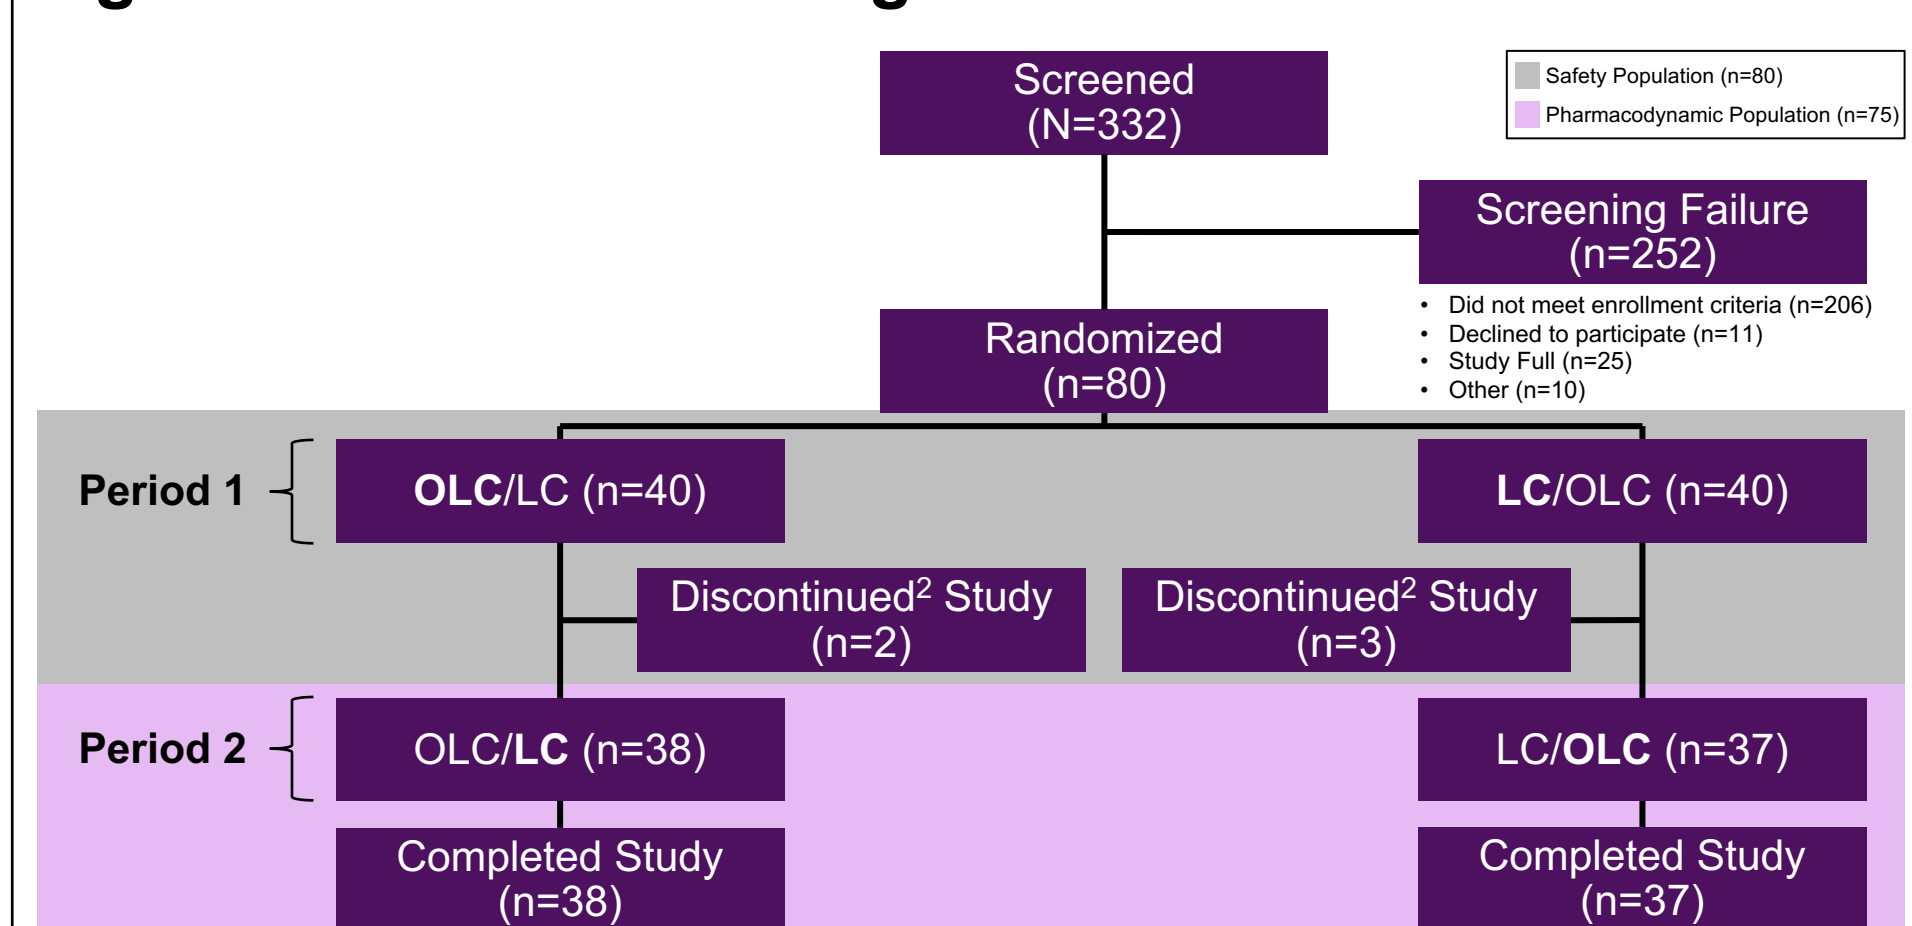 Screened
(N=332)
Safety Population (n=80)
Pharmacodynamic Population (n=75)
Screening Failure
(n=252)
• Did not meet enrollment criteria (n=206)
• Declined to participate (n=11)
• Study Full (n=25)
• Other (n=10)
Randomized
(n=80)
Period 1
OLC/LC (n=40)
LC/OLC (n=40)
Discontinued² Study
(n=2)
Discontinued² Study
(n=3)
Period 2
OLC/LC (n=38)
LC/OLC (n=37)
Completed Study
(n=38)
Completed Study
(n=37)